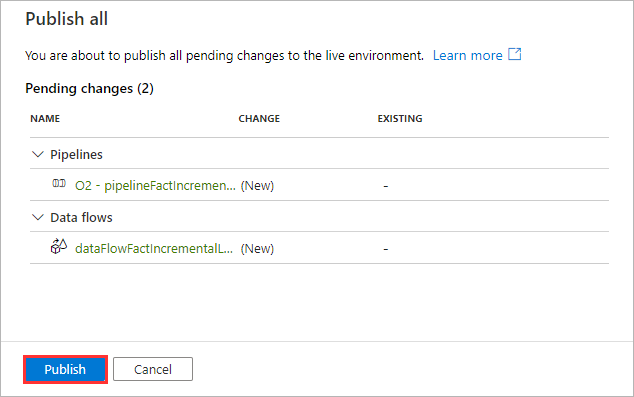 Publish all
You are about to publish all pending changes to the live environment. Learn more
Pending changes (2)
NAME CHANGE EXISTING
Pipelines
O2 - pipelineFactIncremen... (New) -
Data flows
dataFlowFactIncrementalL... (New) -
Publish Cancel